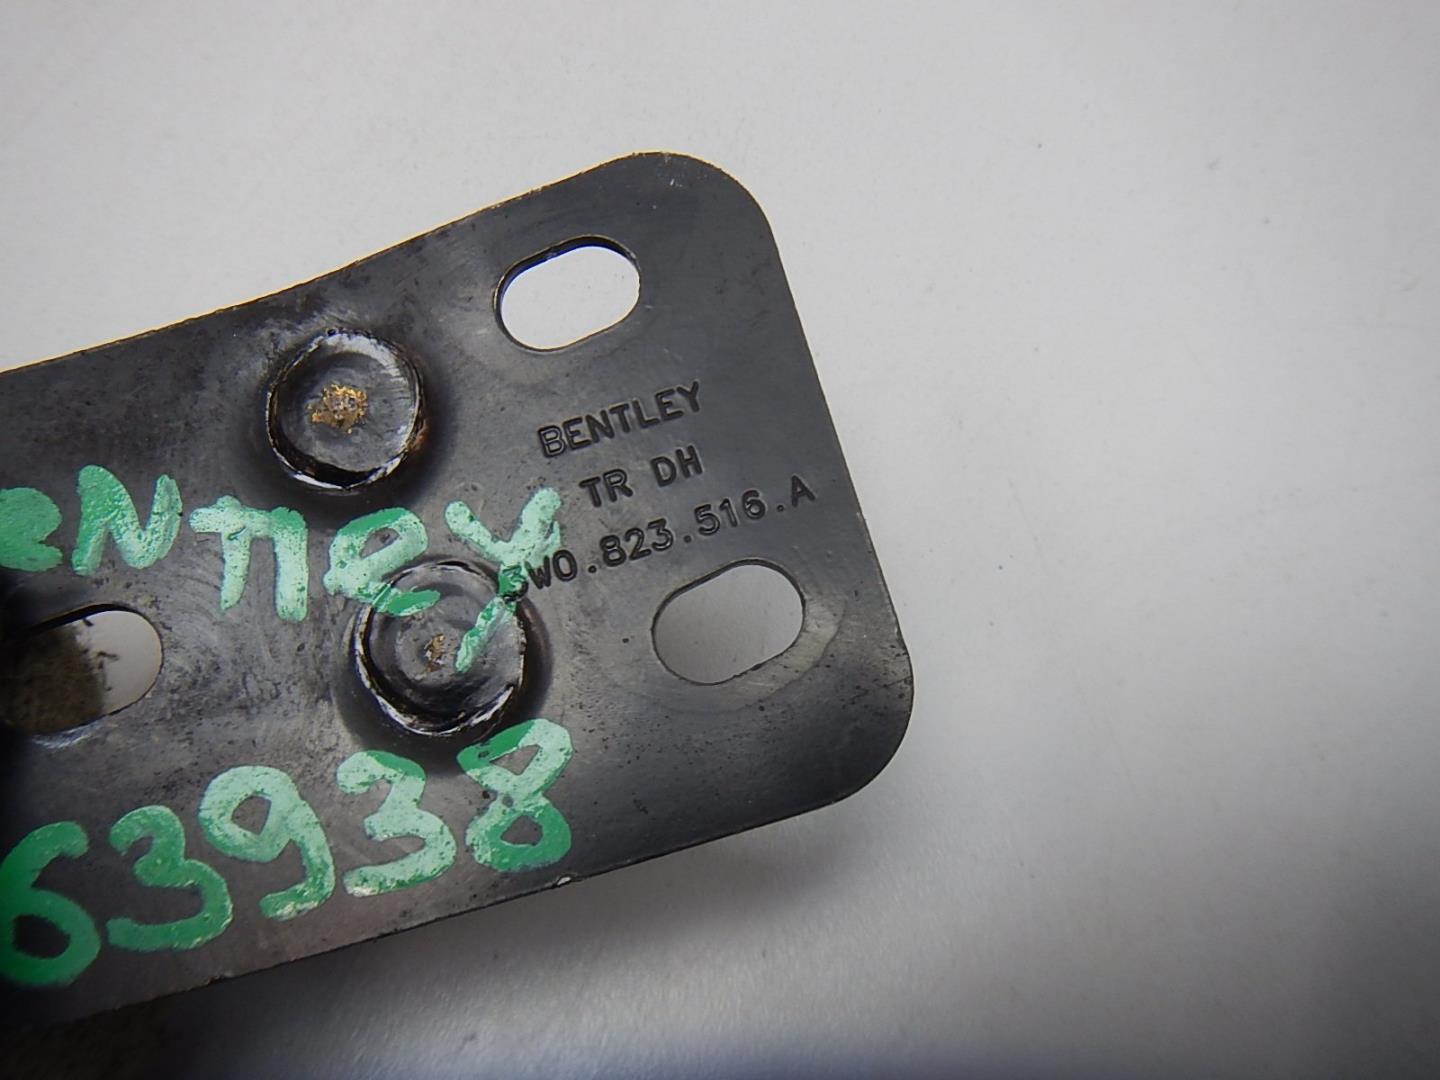 BENTLEY
TR DH
3W0.823.516.A
ENTLEY
63938